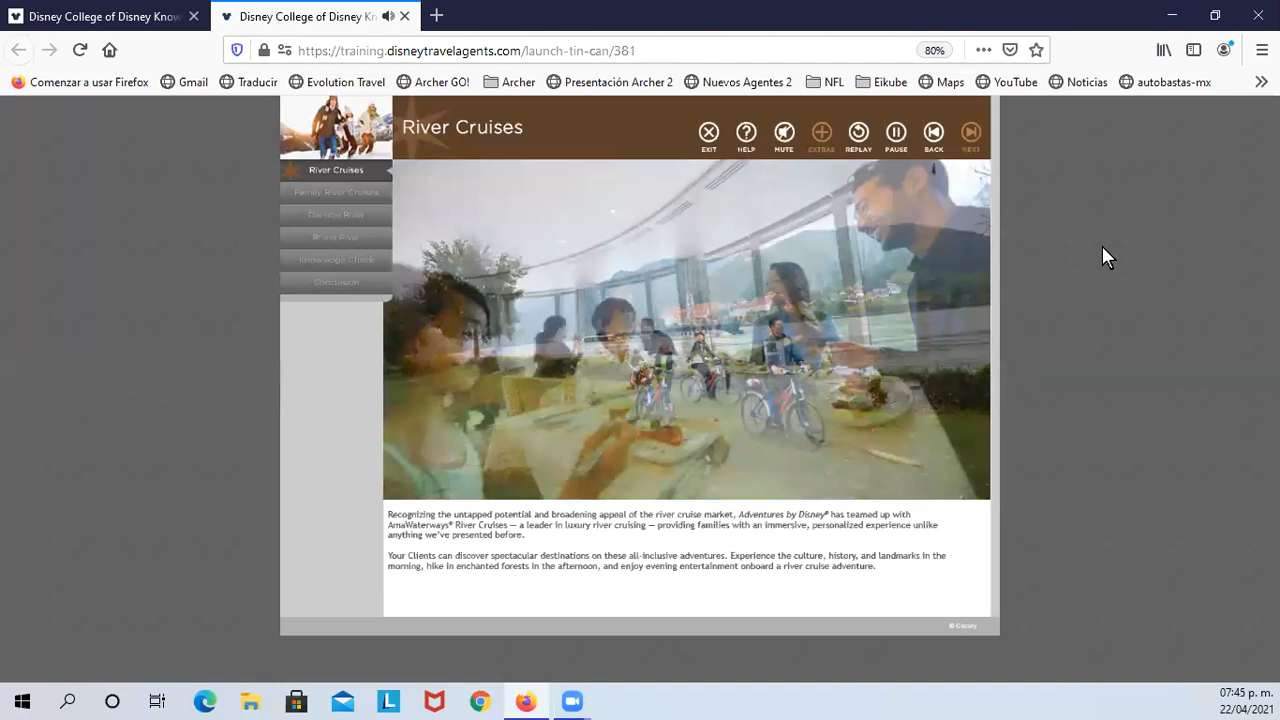 Disney College of Disney Know
Disney College of Disney Kn
https://training.disneytravelagents.com/launch-tin-can/381
80%
Comenzar a usar Firefox
Gmail
Traducir
Evolution Travel
Archer GO!
Archer
Presentación Archer 2
Nuevos Agentes 2
NFL
Eikube
Maps
YouTube
Noticias
autobastas-mx
River Cruises
EXIT
HELP
MUTE
EXTRAS
REPLAY
PAUSE
BACK
NEXT
River Cruises
Family River Cruises
Danube River
Rhine River
Knowledge Check
Conclusion
Recognizing the untapped potential and broadening appeal of the river cruise market, Adventures by Disney® has teamed up with
AmaWaterways® River Cruises — a leader in luxury river cruising — providing families with an immersive, personalized experience unlike
anything we've presented before.
Your Clients can discover spectacular destinations on these all-inclusive adventures. Experience the culture, history, and landmarks in the
morning, hike in enchanted forests in the afternoon, and enjoy evening entertainment onboard a river cruise adventure.
© Disney
07:45 p. m.
22/04/2021